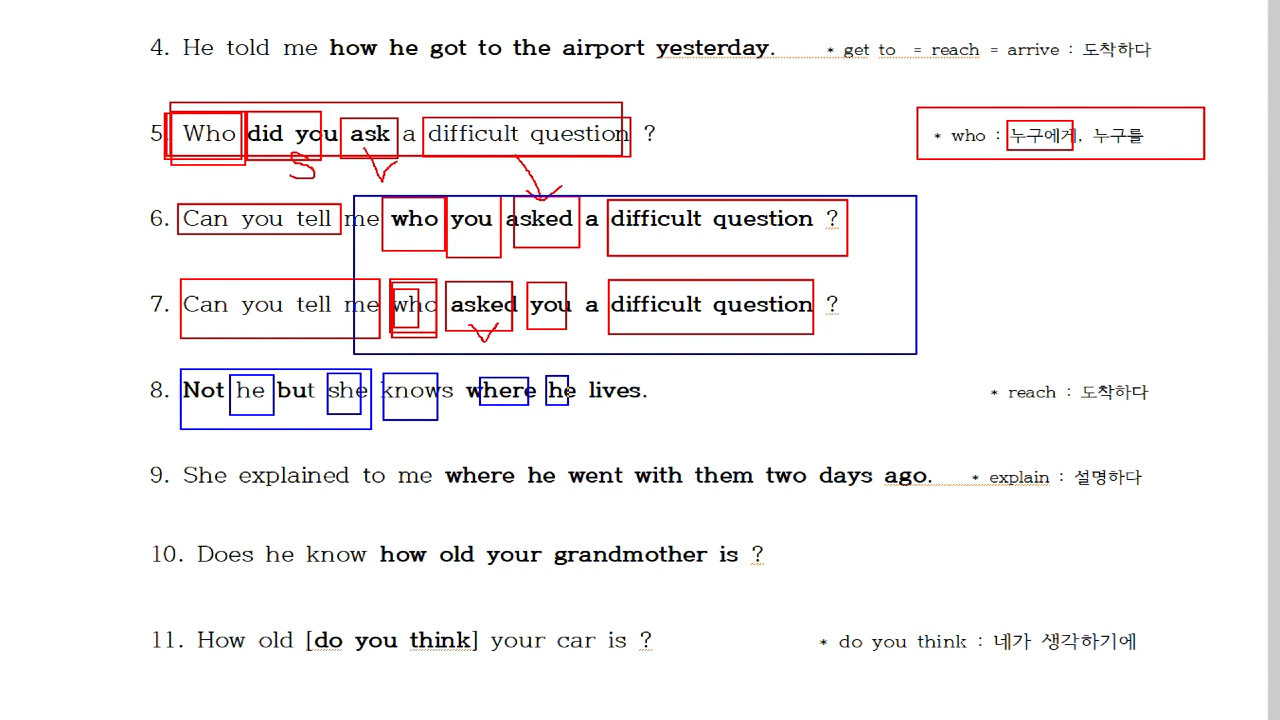 4. He told me how he got to the airport yesterday. * get to = reach = arrive : 도착하다
5. Who did you ask a difficult question ? * who : 누구에게, 누구를
S V
6. Can you tell me who you asked a difficult question ?
7. Can you tell me who asked you a difficult question ?
V
8. Not he but she knows where he lives. * reach : 도착하다
9. She explained to me where he went with them two days ago. * explain : 설명하다
10. Does he know how old your grandmother is ?
11. How old [do you think] your car is ? * do you think : 네가 생각하기에